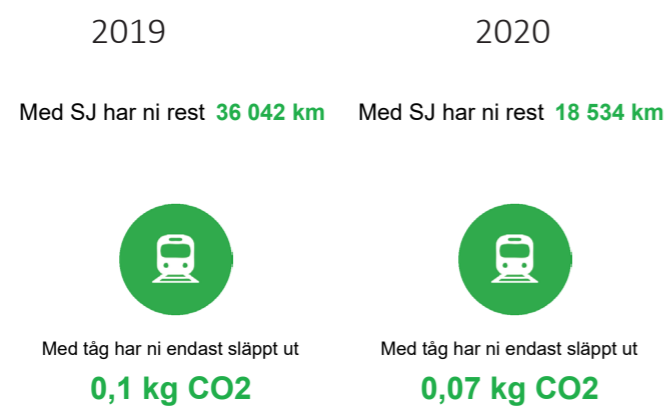 2019
Med SJ har ni rest 36 042 km
Med tåg har ni endast släppt ut
0,1 kg CO2
2020
Med SJ har ni rest 18 534 km
Med tåg har ni endast släppt ut
0,07 kg CO2